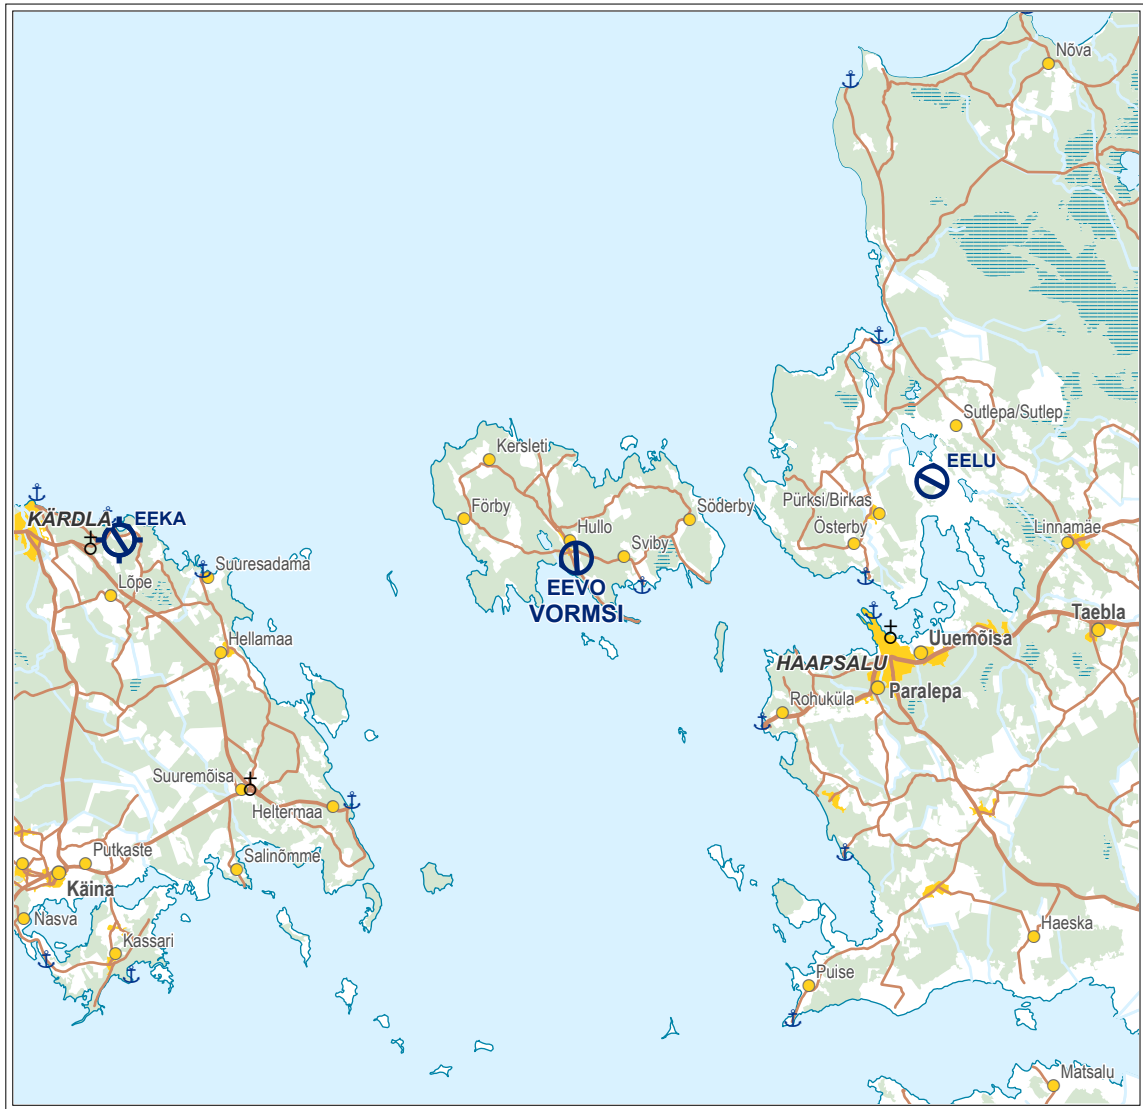 Nõva
Sutlepa/Sutlep
Kersleti
EELU
Förby
Söderby
Pürksi/Birkas
KÄRDLA
EEKA
Hullo
Österby
Linnamäe
Sviby
Suuresadama
Lõpe
EEVO
VORMSI
Taebla
Hellamaa
Uuemõisa
HAAPSALU
Paralepa
Rohuküla
Suuremõisa
Heltermaa
Putkaste
Salinõmme
Käina
Nasva
Haeska
Kassari
Puise
Matsalu